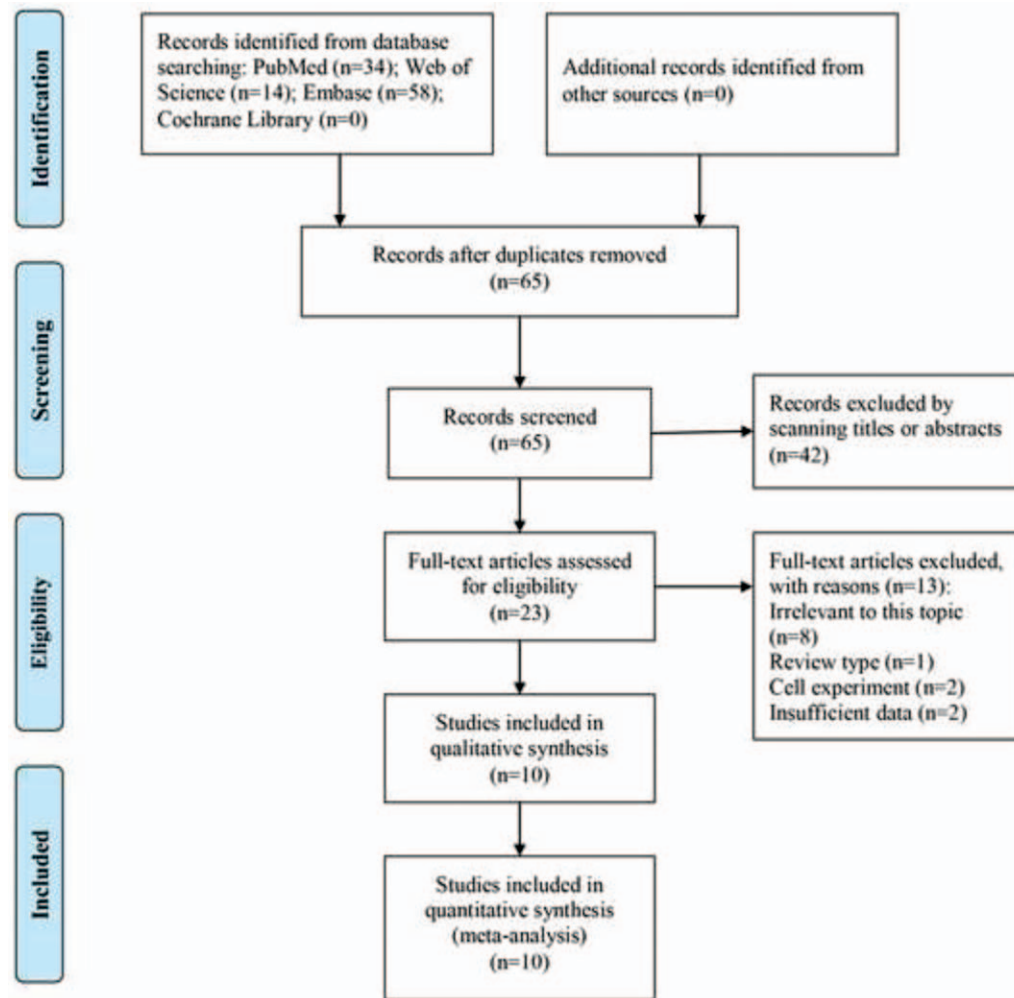 Identification
Records identified from database
searching: PubMed (n=34); Web of
Science (n=14); Embase (n=58);
Cochrane Library (n=0)
Additional records identified from
other sources (n=0)
Records after duplicates removed
(n=65)
Screening
Records screened
(n=65)
Records excluded by
scanning titles or abstracts
(n=42)
Eligibility
Full-text articles assessed
for eligibility
(n=23)
Full-text articles excluded,
with reasons (n=13):
Irrelevant to this topic
(n=8)
Review type (n=1)
Cell experiment (n=2)
Insufficient data (n=2)
Studies included in
qualitative synthesis
(n=10)
Included
Studies included in
quantitative synthesis
(meta-analysis)
(n=10)